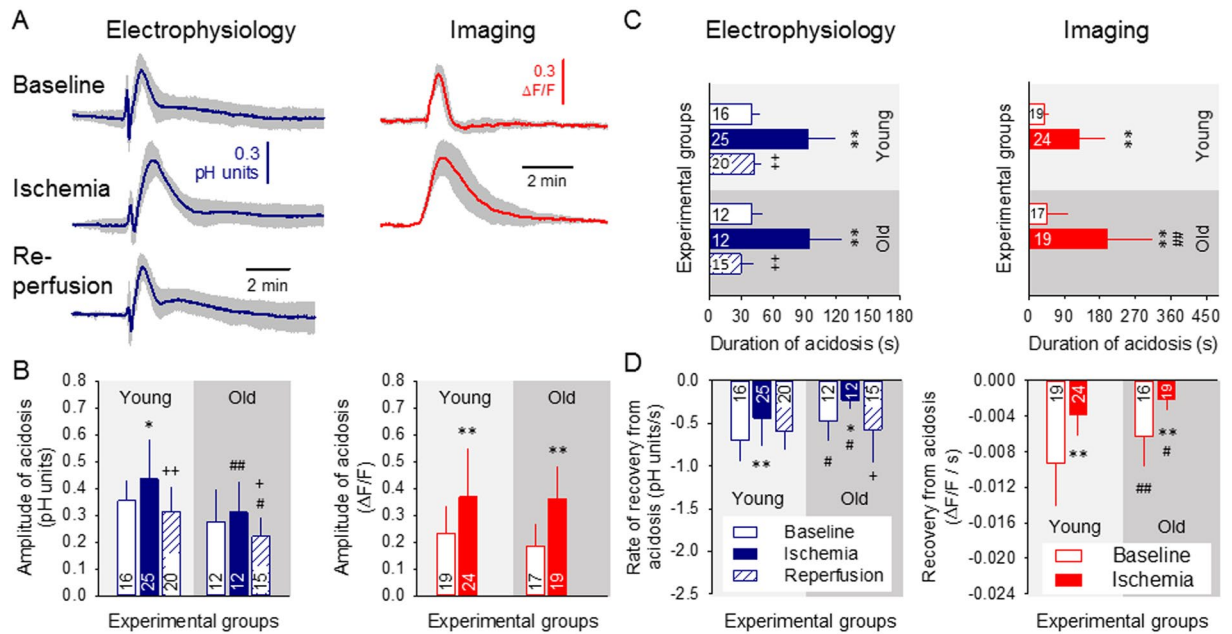 A
Electrophysiology
Imaging
Baseline
0.3
ΔF/F
0.3
pH units
Ischemia
2 min
Re-
perfusion
2 min
B
Amplitude of acidosis
(pH units)
0.8
0.7
0.6
0.5
0.4
0.3
0.2
0.1
0.0
Young
Old
*
++
##
+
#
16
25
20
12
12
15
Experimental groups
Amplitude of acidosis
(ΔF/F)
0.8
0.7
0.6
0.5
0.4
0.3
0.2
0.1
0.0
Young
Old
**
**
19
24
17
19
Experimental groups
C
Electrophysiology
Imaging
Experimental groups
16
25
**
20
++
Young
12
12
**
15
++
Old
0 30 60 90 120 150 180
Duration of acidosis (s)
Experimental groups
19
24
**
Young
17
19
**
##
Old
0 90 180 270 360 450
Duration of acidosis (s)
D
Rate of recovery from
acidosis (pH units/s)
0.0
-0.5
-1.0
-1.5
-2.0
-2.5
16
25
20
12
12
15
**
#
*
#
+
Young
Old
Baseline
Ischemia
Reperfusion
Experimental groups
Recovery from acidosis
(ΔF/F / s)
0.000
-0.004
-0.008
-0.012
-0.016
-0.020
-0.024
19
24
16
19
**
##
**
#
Young
Old
Baseline
Ischemia
Experimental groups